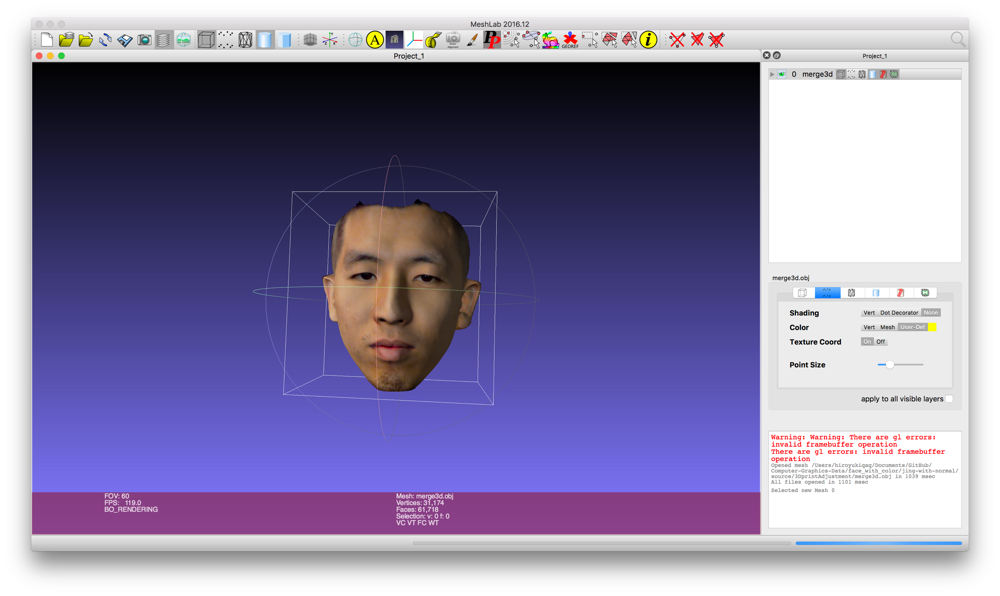 MeshLab 2016.12
A
Raster
Alignment
PP
GEOREF
i
Y
Z X
Project_1
Project_1
0 merge3d
merge3d.obj
Shading Vert Dot Decorator None
Color Vert Mesh User-Def
Texture Coord On Off
Point Size
apply to all visible layers
Warning: Warning: There are gl errors:
invalid framebuffer operation
There are gl errors: invalid framebuffer
operation
Opened mesh /Users/hiroyukiqaq/Documents/GitHub/
Computer-Graphics-Data/face_with_color/jing-with-normal/
source/3DprintAdjustment/merge3d.obj in 1039 msec
All files opened in 1101 msec
Selected new Mesh 0
FOV: 60
FPS: 119.0
BO_RENDERING
Mesh: merge3d.obj
Vertices: 31,174
Faces: 61,718
Selection: v: 0 f: 0
VC VT FC WT